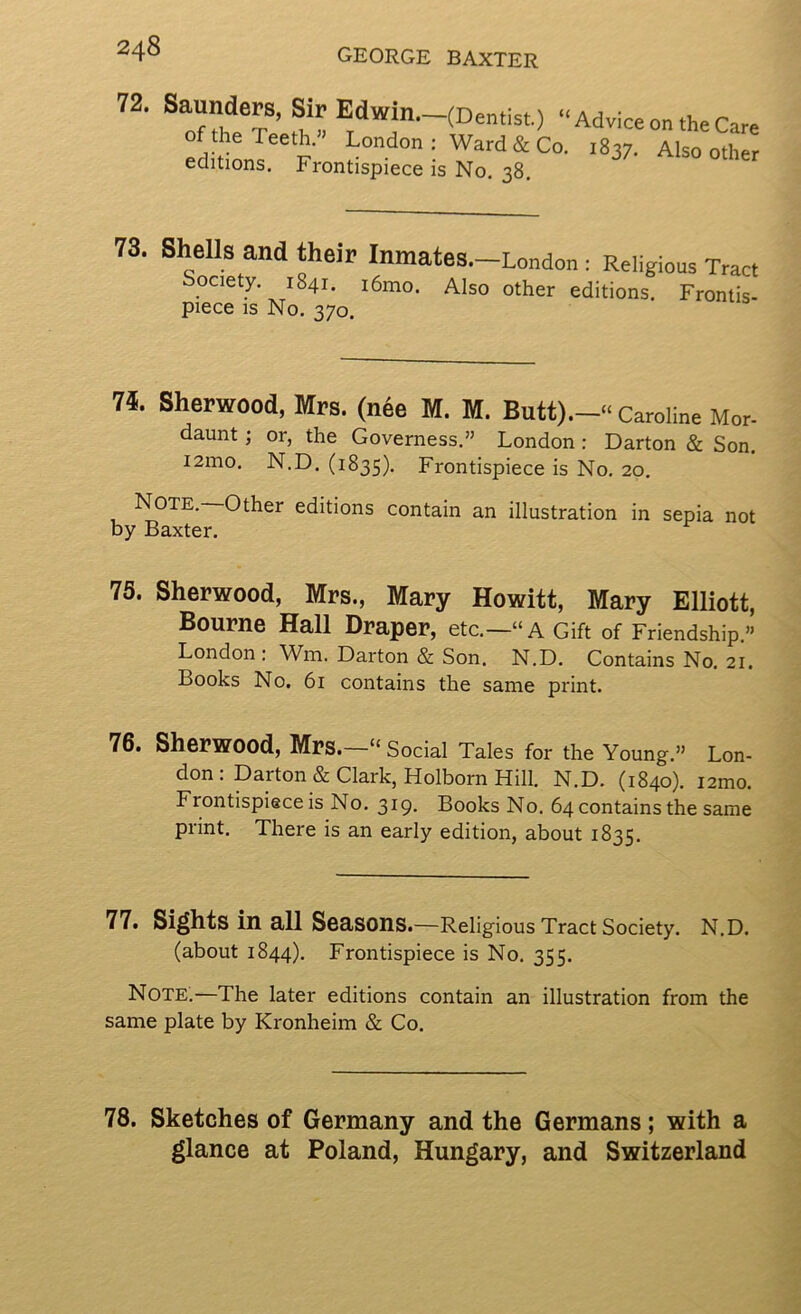 248
GEORGE BAXTER
72. Saunders, Sir Edwin.—(Dentist.) “Advice on the Care
of the Teeth.” London: Ward & Co. 1837. Also other
editions. Frontispiece is No. 38.
73. Shells and their Inmates.—London: Religious Tract
Society. 1841. 16mo. Also other editions. Frontis-
piece is No. 370.
74. Sherwood, Mrs. (née M. M. Butt).—“Caroline Mor-
daunt; or, the Governess.” London: Darton & Son.
12mo. N.D. (1835). Frontispiece is No. 20.
NOTE.—Other editions contain an illustration in sepia not
by Baxter.
75. Sherwood, Mrs., Mary Howitt, Mary Elliott,
Bourne Hall Draper, etc.—“A Gift of Friendship.”
London: Wm. Darton & Son. N.D. Contains No. 21.
Books No. 61 contains the same print.
76. Sherwood, Mrs.—“Social Tales for the Young.” Lon-
don: Darton & Clark, Holborn Hill. N.D. (1840). 12mo.
Frontispiece is No. 319. Books No. 64 contains the same
print. There is an early edition, about 1835.
77. Sights in all Seasons.—Religious Tract Society. N.D.
(about 1844). Frontispiece is No. 355.
NOTE.—The later editions contain an illustration from the
same plate by Kronheim & Co.
78. Sketches of Germany and the Germans; with a
glance at Poland, Hungary, and Switzerland